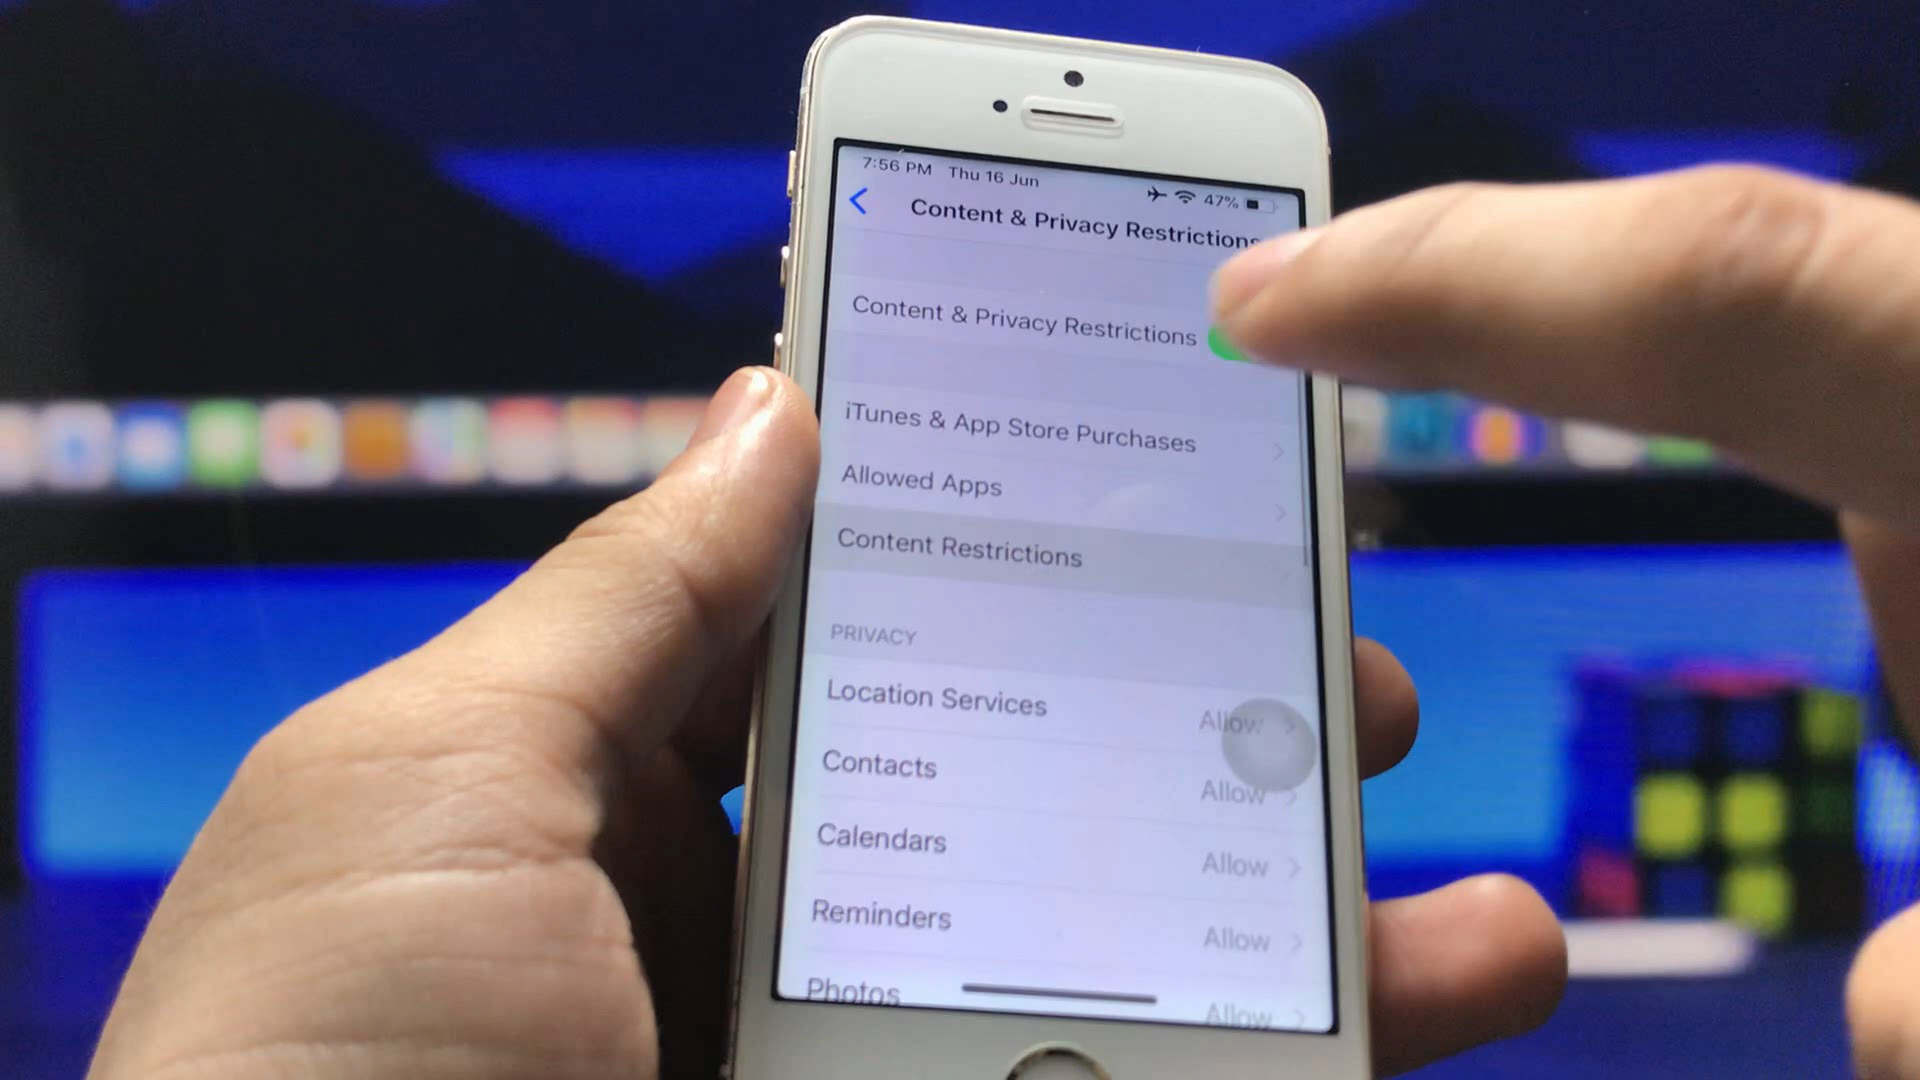 7:56 PM Thu 16 Jun
47%
Content & Privacy Restrictions
Content & Privacy Restrictions
iTunes & App Store Purchases
Allowed Apps
Content Restrictions
PRIVACY
Location Services Allow
Contacts Allow
Calendars Allow
Reminders Allow
Photos Allow